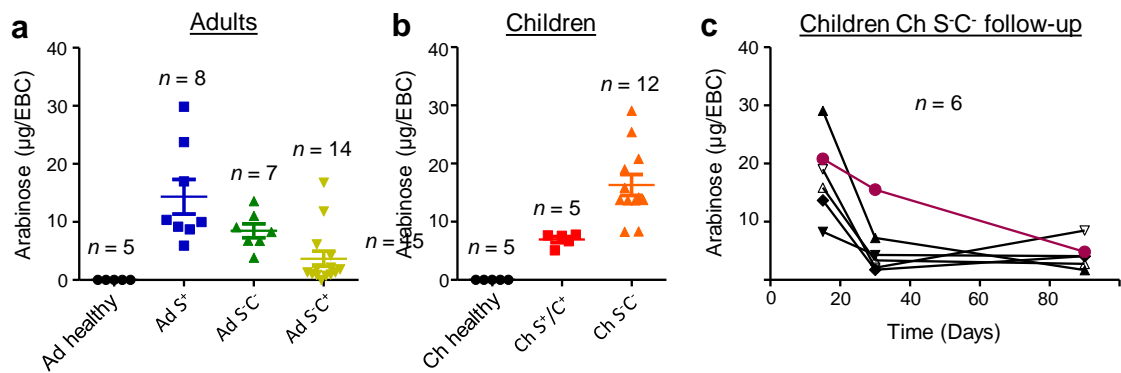 a
Adults
40
30
20
10
0
Arabinose (µg/EBC)
n = 5
n = 8
n = 7
n = 14
Ad healthy
Ad S⁺
Ad S⁻C⁻
Ad S⁻C⁺
b
Children
40
30
20
10
0
Arabinose (µg/EBC)
n = 5
n = 5
n = 12
Ch healthy
Ch S⁺/C⁺
Ch S⁻C⁻
c
Children Ch S⁻C⁻ follow-up
40
30
20
10
Arabinose (µg/EBC)
n = 6
0 20 40 60 80
Time (Days)